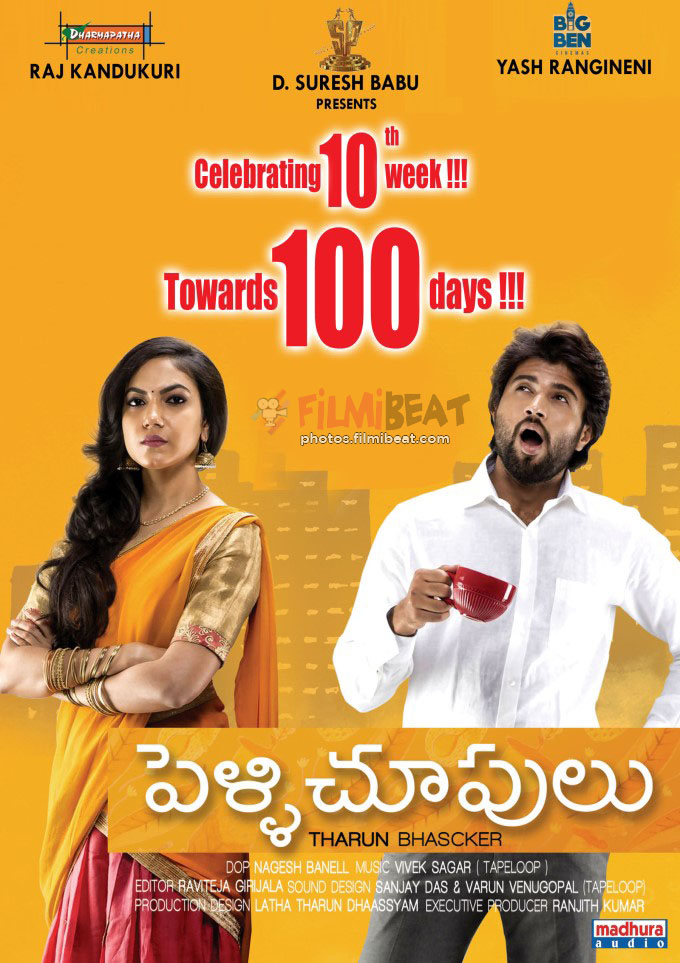 DHARMAPATHA
Creations
RAJ KANDUKURI
SP
D. SURESH BABU
PRESENTS
BIG
BEN
CINEMAS
YASH RANGINENI
Celebrating 10th week !!!
Towards 100 days !!!
FILMiBEAT
photos.filmibeat.com
పెళ్ళిచూపులు
THARUN BHASCKER
DOP NAGESH BANELL MUSIC VIVEK SAGAR ( TAPELOOP )
EDITOR RAVITEJA GIRIJALA SOUND DESIGN SANJAY DAS & VARUN VENUGOPAL (TAPELOOP)
PRODUCTION DESIGN LATHA THARUN DHAASSYAM EXECUTIVE PRODUCER RANJITH KUMAR
madhura
audio